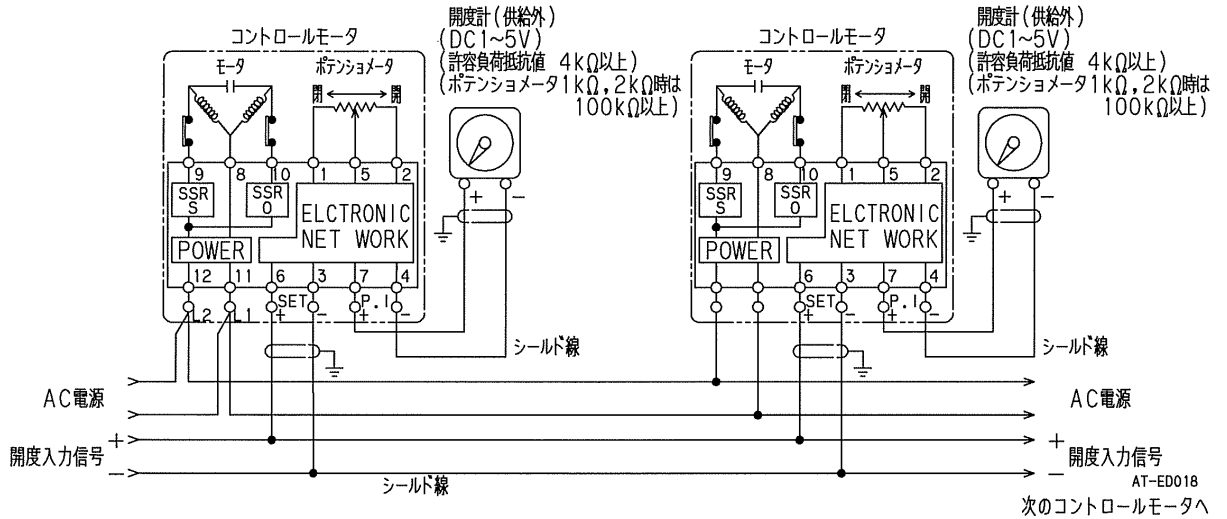 コントロールモータ
モータ
ポテンショメータ
閉 開
開度計(供給外)
(DC1~5V)
(許容負荷抵抗値 4kΩ以上)
(ポテンショメータ1kΩ,2kΩ時は
100kΩ以上)
9 8 10 1 5 2
SSR
S
SSR
O
ELCTRONIC
NET WORK
POWER
12 11 6 3 7 4
L2 L1 SET P.I
+ - + -
+ -
シールド線
コントロールモータ
モータ
ポテンショメータ
閉 開
開度計(供給外)
(DC1~5V)
(許容負荷抵抗値 4kΩ以上)
(ポテンショメータ1kΩ,2kΩ時は
100kΩ以上)
9 8 10 1 5 2
SSR
S
SSR
O
ELCTRONIC
NET WORK
POWER
6 3 7 4
SET P.I
+ - + -
+ -
シールド線
AC電源
AC電源
+
開度入力信号
-
シールド線
+
開度入力信号
-
AT-ED018
次のコントロールモータへ